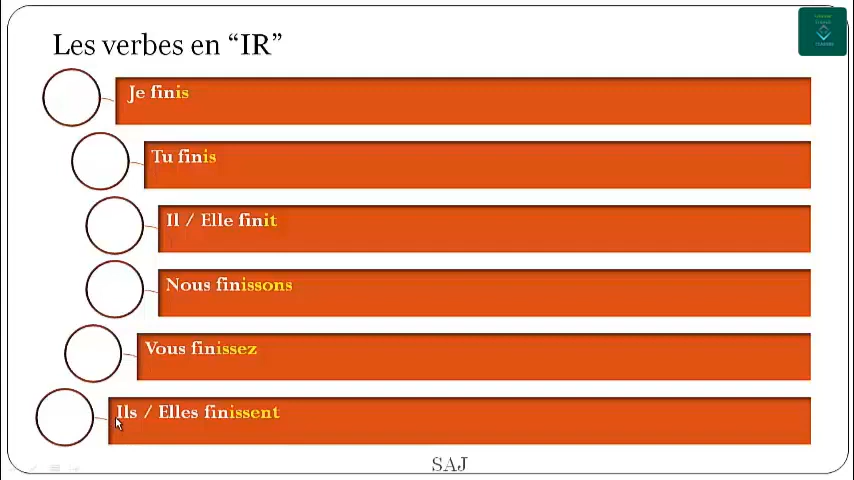 Les verbes en “IR”
Je finis
Tu finis
Il / Elle finit
Nous finissons
Vous finissez
Ils / Elles finissent
SAJ